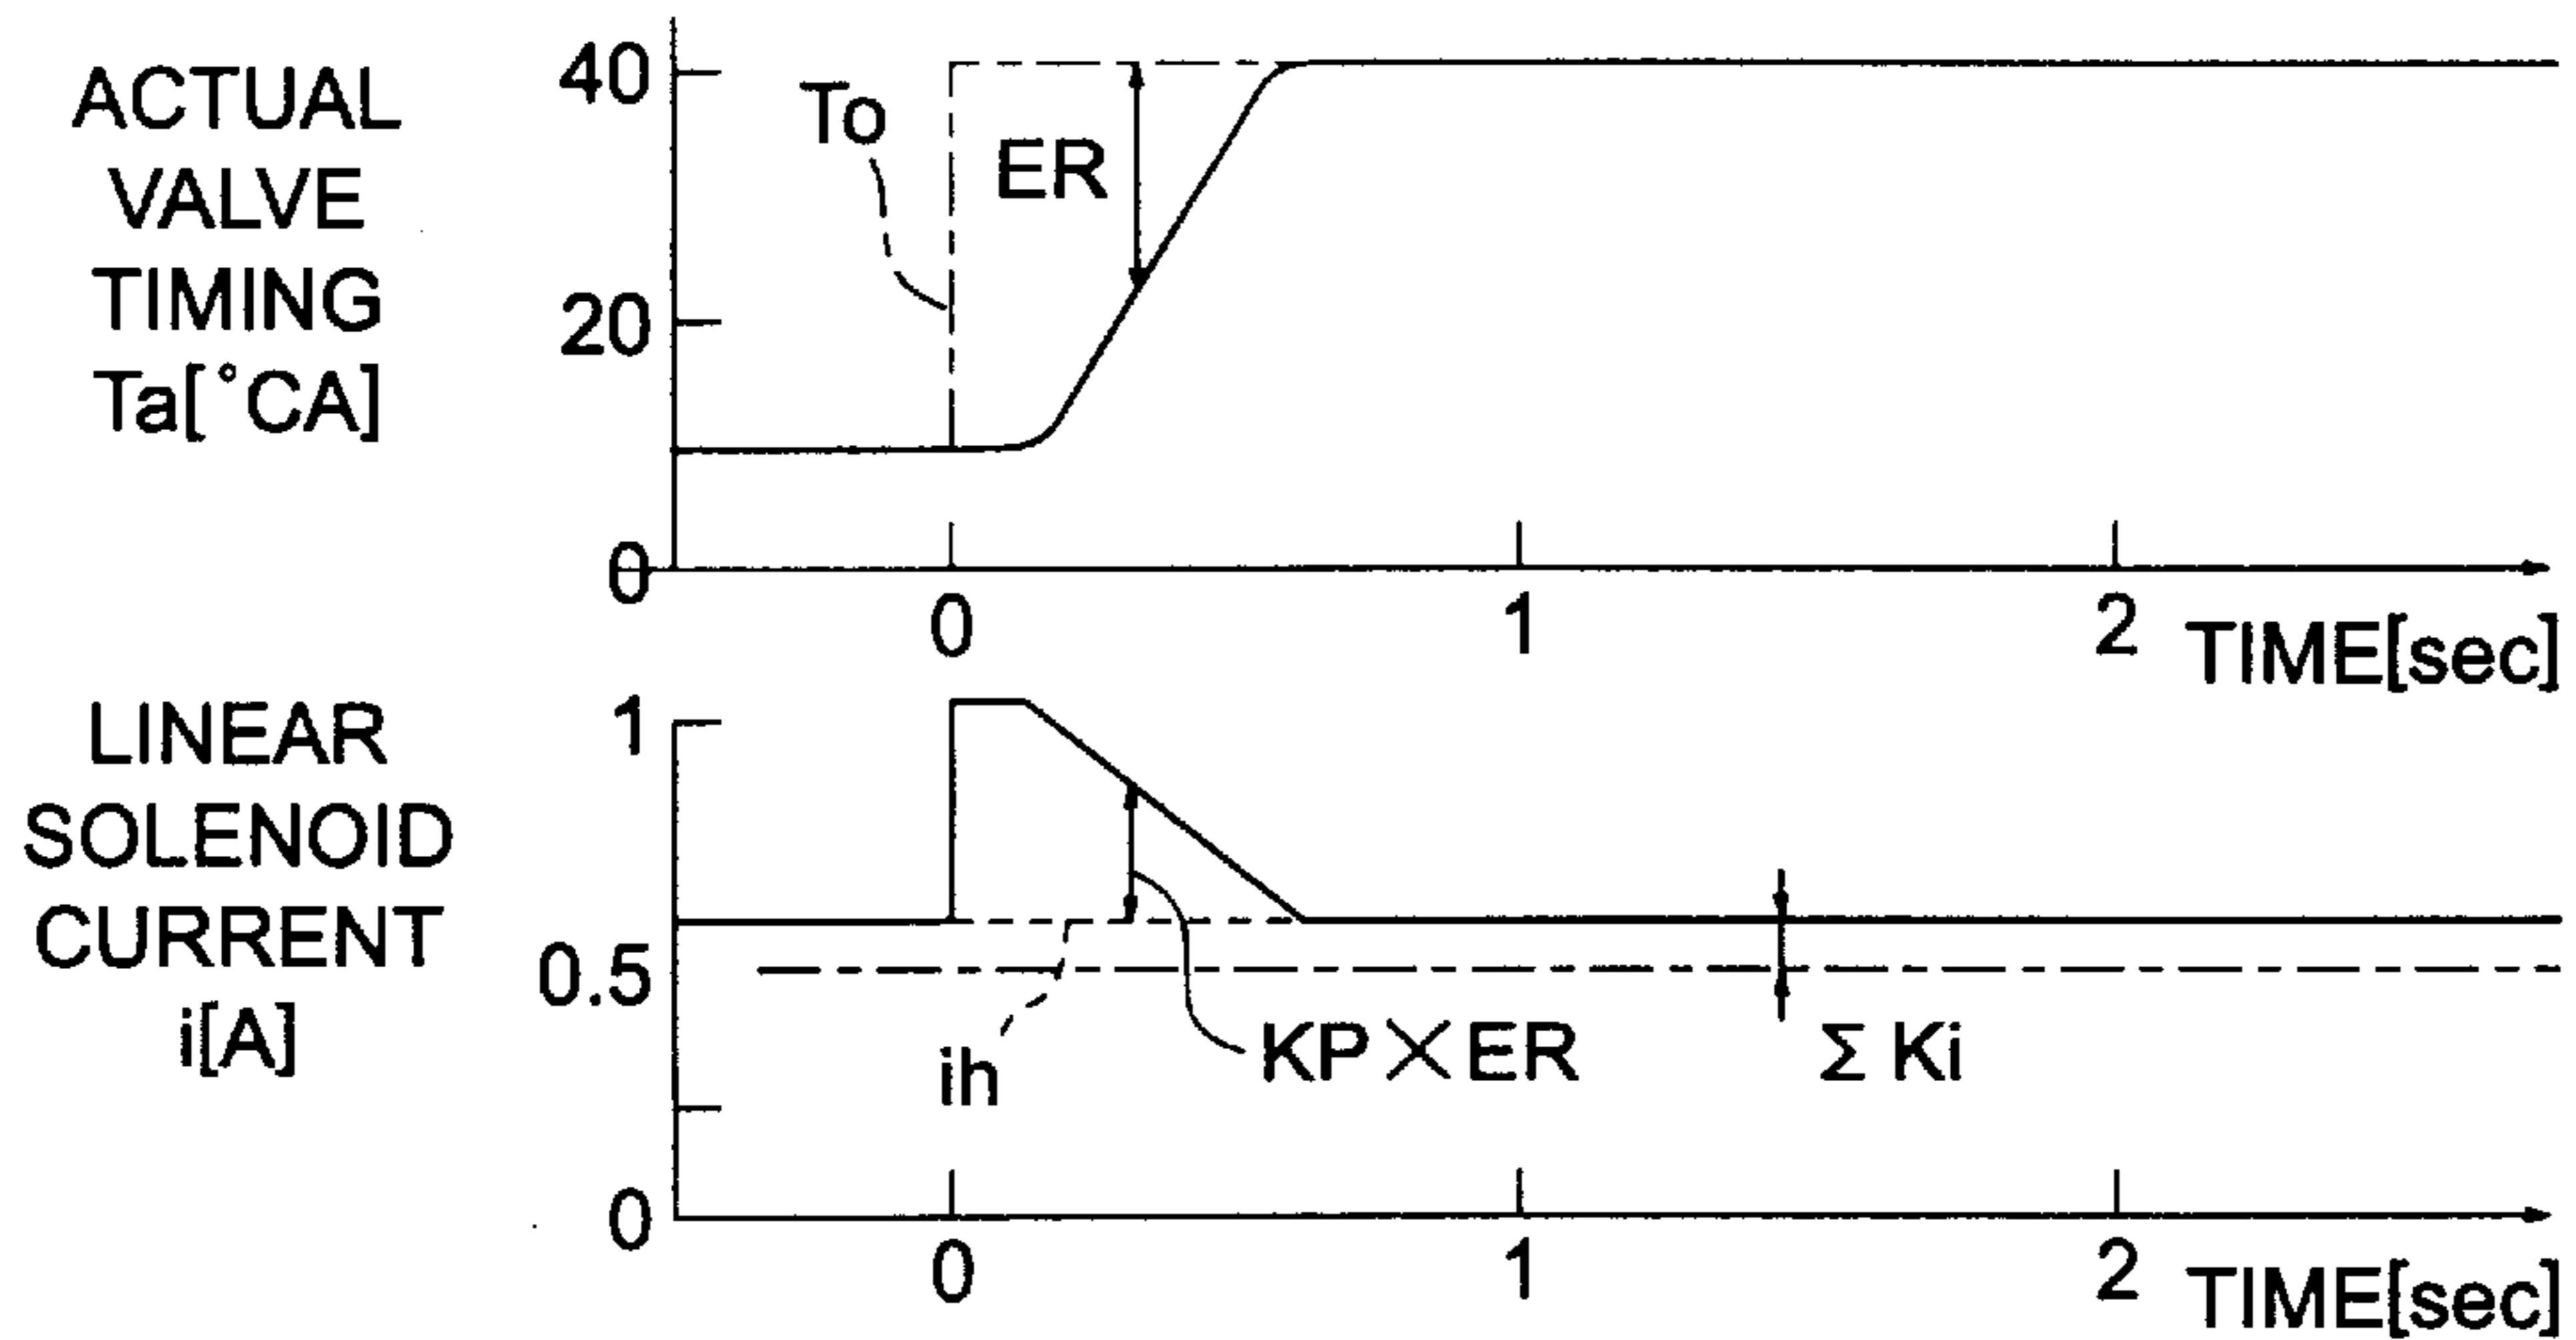 ACTUAL
VALVE
TIMING
Ta[°CA]
40
20
0
To
ER
0
1
2
TIME[sec]
LINEAR
SOLENOID
CURRENT
i[A]
1
0.5
0
ih
KP×ER
Σ Ki
0
1
2
TIME[sec]